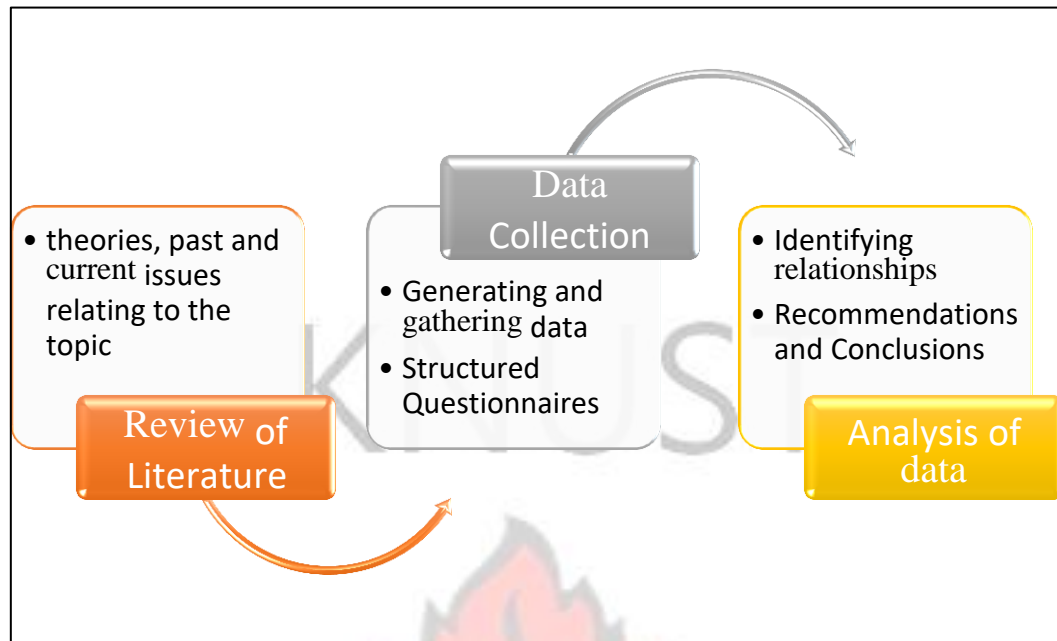 • theories, past and
current issues
relating to the
topic
Review of
Literature
Data
Collection
• Generating and
gathering data
• Structured
Questionnaires
• Identifying
relationships
• Recommendations
and Conclusions
Analysis of
data
KNUST